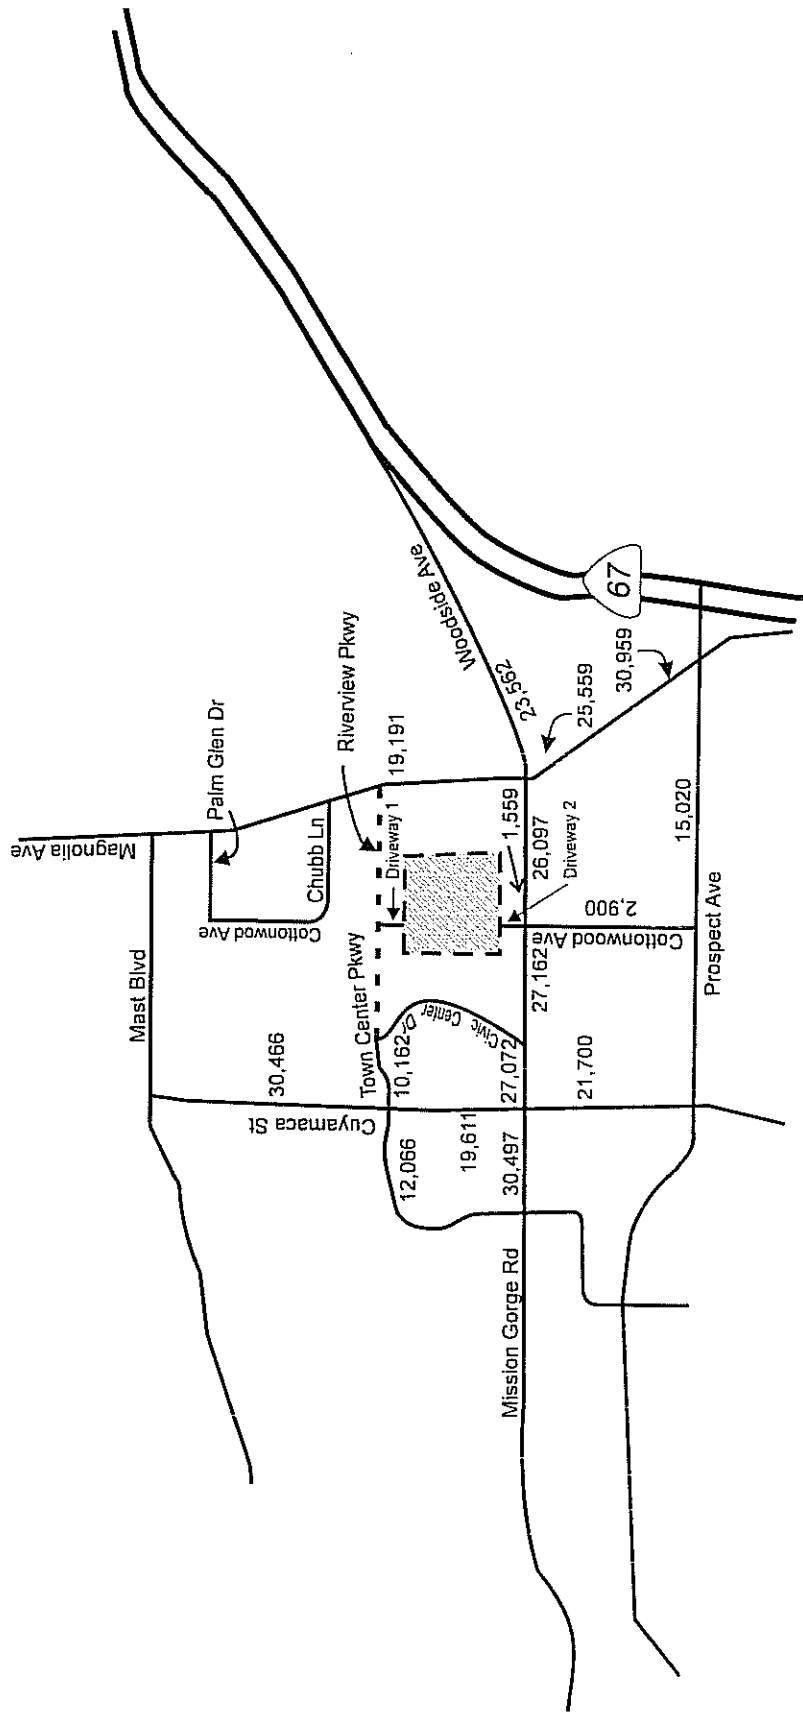 Magnolia Ave
Palm Glen Dr
Mast Blvd
Cottonwod Ave
Chubb Ln
Riverview Pkwy
30,466
Town Center Pkwy
Driveway 1
19,191
Cuyamaca St
10,162
Civic Center Dr
Woodside Ave
12,066
19,611
30,497
27,072
27,162
1,559
26,097
23,562
67
Mission Gorge Rd
Driveway 2
25,559
21,700
Cottonwood Ave
2,900
30,959
15,020
Prospect Ave